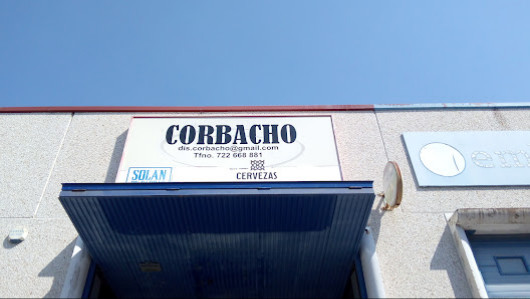 CORBACHO
dis.corbacho@gmail.com
Tfno. 722 668 881
SOLAN
CERVEZAS